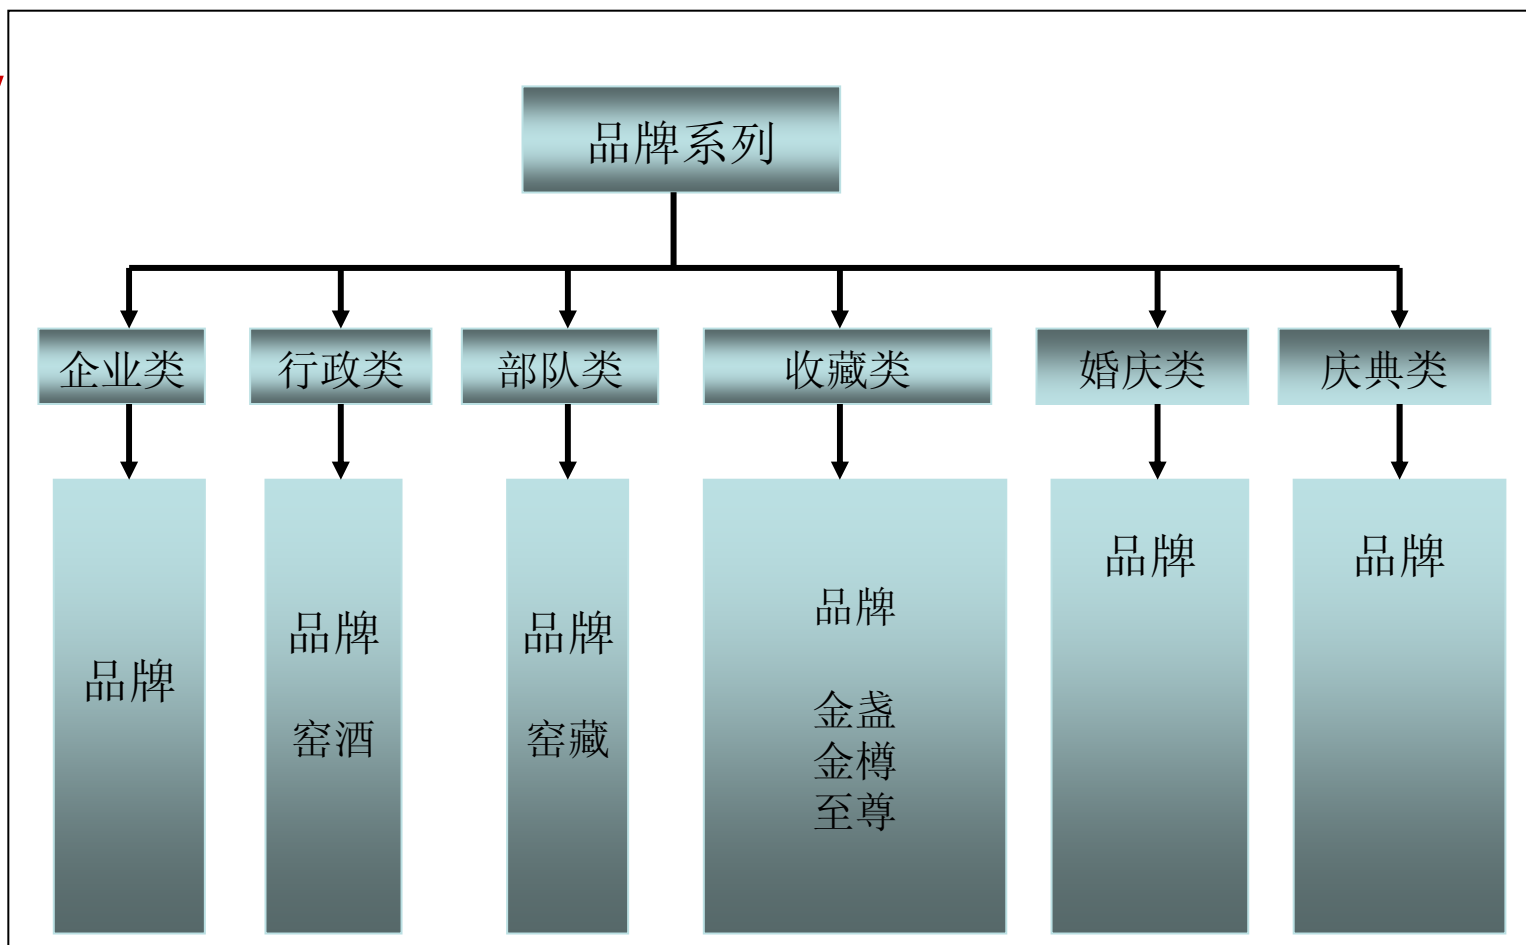 品牌系列
企业类
行政类
部队类
收藏类
婚庆类
庆典类
品牌
品牌
窑酒
品牌
窑藏
品牌
金盏
金樽
至尊
品牌
品牌